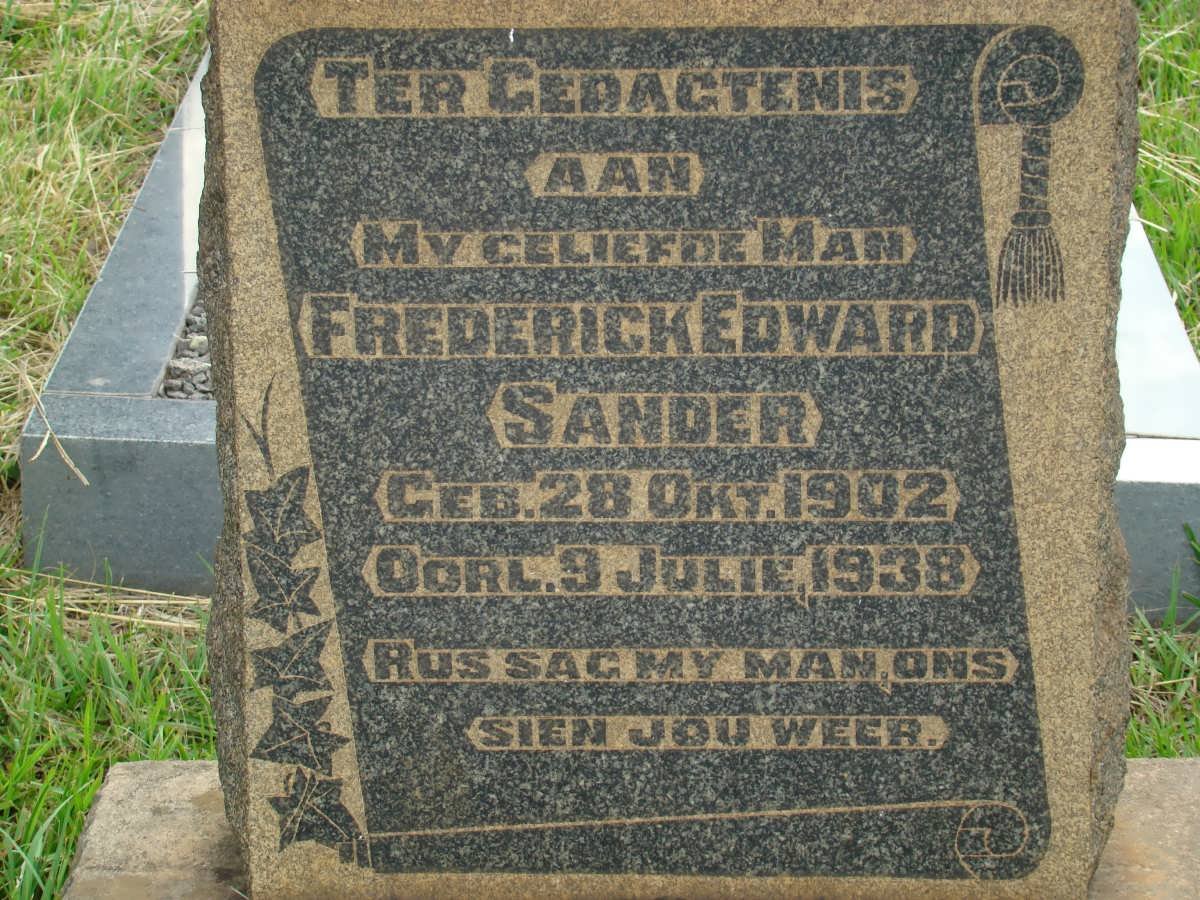 TER GEDAGTENIS
AAN
MY GELIEFDE MAN
FREDERICK EDWARD
SANDER
GEB. 28 OKT. 1902
OORL. 9 JULIE, 1938
RUS SAG MY MAN, ONS
SIEN JOU WEER.